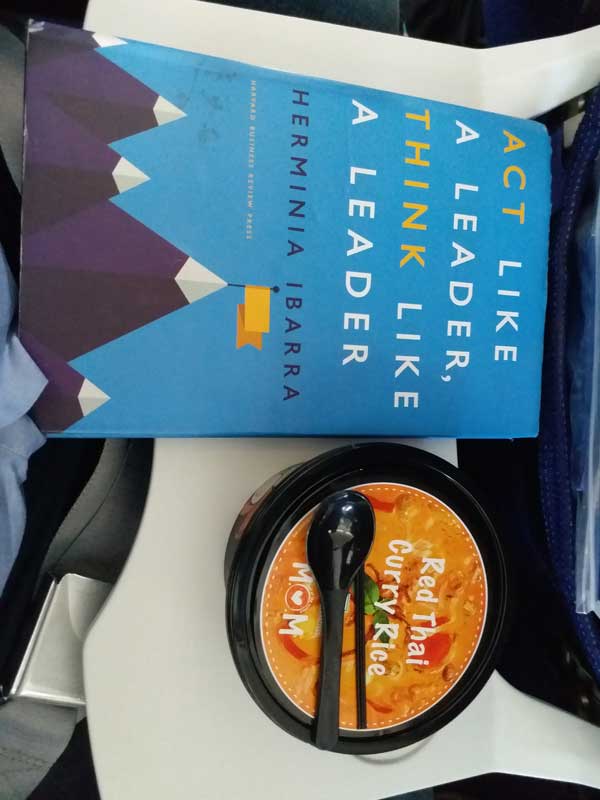 ACT LIKE
A LEADER,
THINK LIKE
A LEADER
HERMINIA IBARRA
HARVARD BUSINESS REVIEW PRESS
Red Thai
Curry Rice
MOM